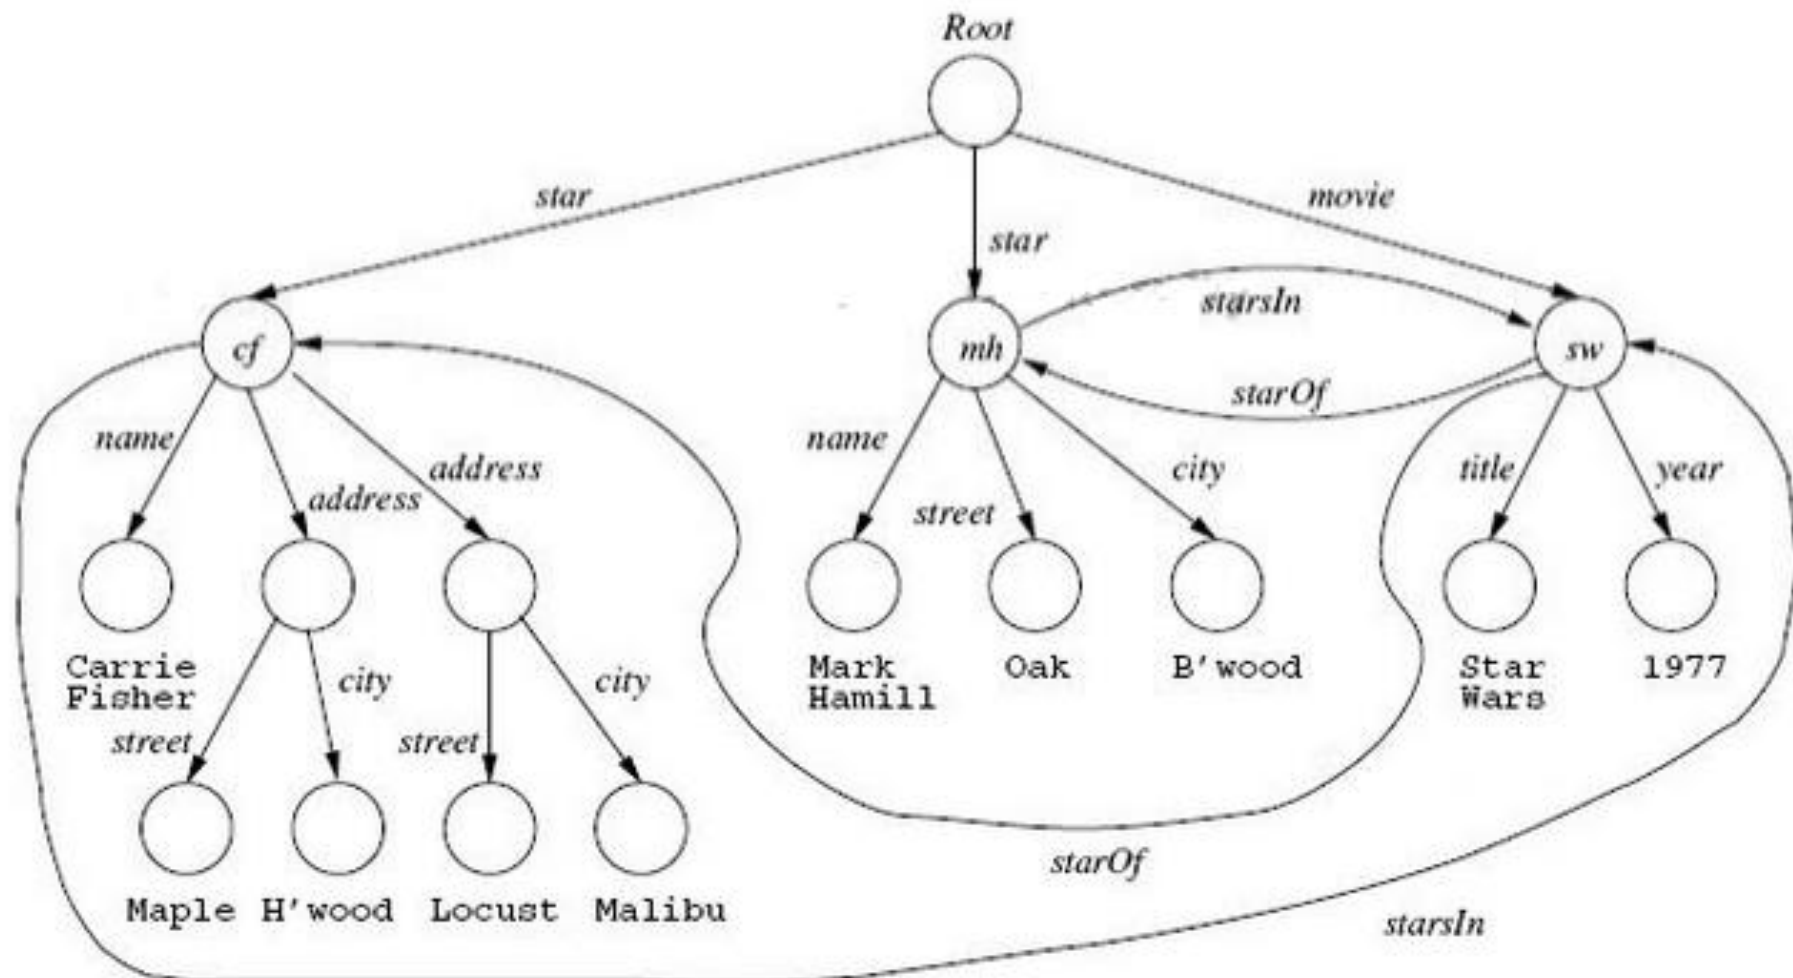 Root
star
star
movie
starsIn
starOf
cf
mh
sw
name
address
address
name
street
city
title
year
Carrie
Fisher
city
city
street
street
Mark
Hamill
Oak
B'wood
Star
Wars
1977
Maple
H'wood
Locust
Malibu
starOf
starsIn